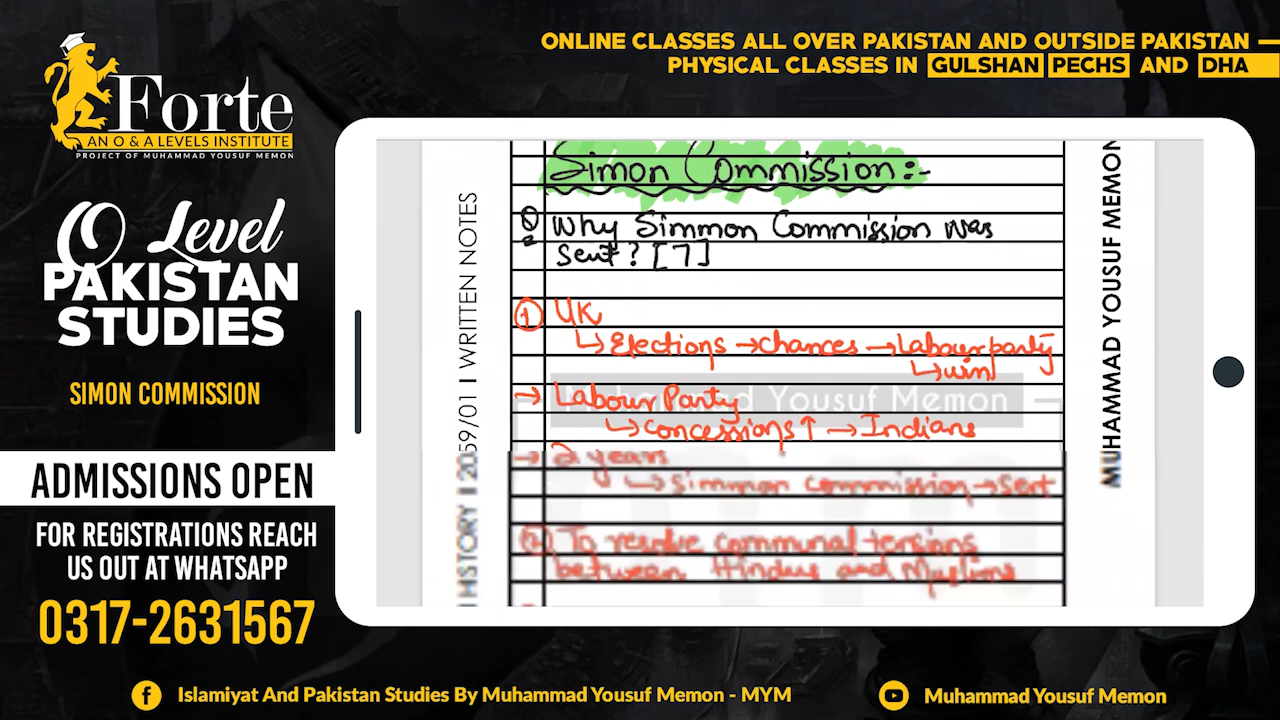 ONLINE CLASSES ALL OVER PAKISTAN AND OUTSIDE PAKISTAN
PHYSICAL CLASSES IN GULSHAN PECHS AND DHA
Forte
AN O & A LEVELS INSTITUTE
PROJECT OF MUHAMMAD YOUSUF MEMON
O Level
PAKISTAN
STUDIES
SIMON COMMISSION
ADMISSIONS OPEN
FOR REGISTRATIONS REACH
US OUT AT WHATSAPP
0317-2631567
HISTORY I 2059/01 I WRITTEN NOTES
Simon Commission:-
Q Why Simmon Commission was
sent? [7]
① UK
↳ Elections → chances → Labour party
↳ win
→ Labour Party
↳ concessions ↑ → Indians
→ 2 years
↳ Simmon commission → sent
② To resolve communal tensions
between Hindus and Muslims
Muhammad Yousuf Memon
MUHAMMAD YOUSUF MEMON
Islamiyat And Pakistan Studies By Muhammad Yousuf Memon - MYM
Muhammad Yousuf Memon